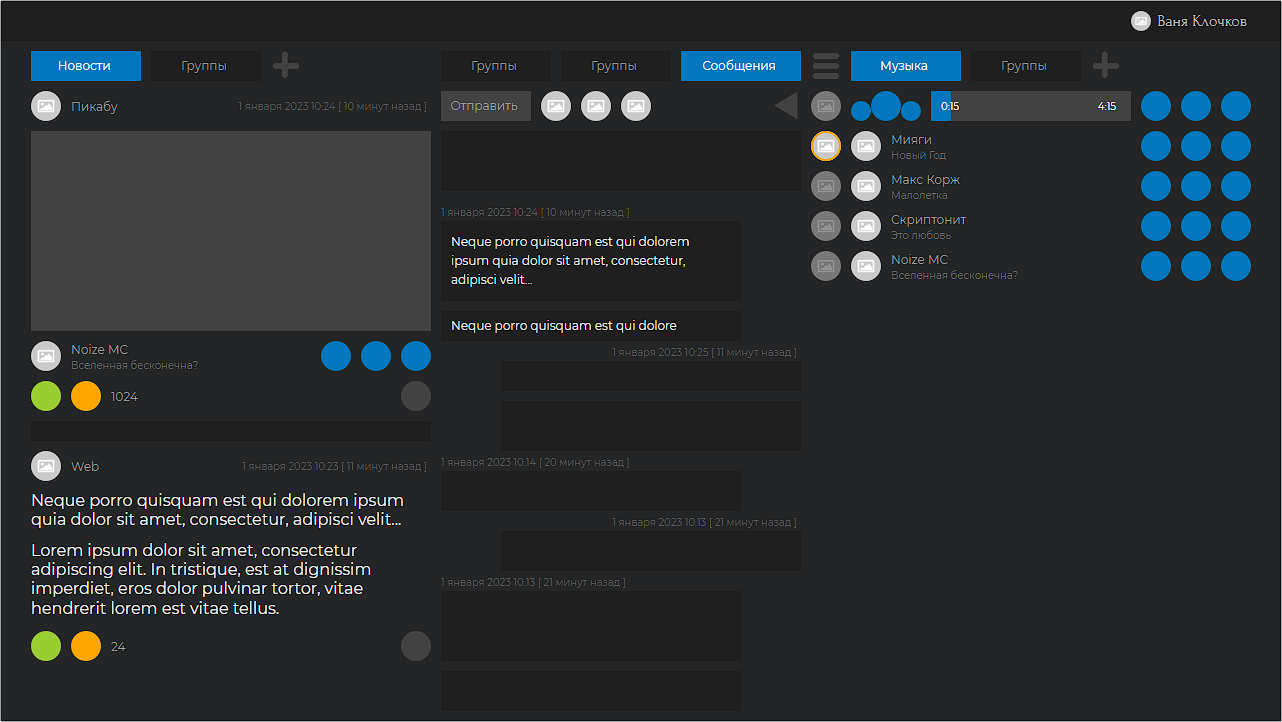 Ваня Клочков
Новости
Группы
Пикабу
1 января 2023 10:24 [ 10 минут назад ]
Noize MC
Вселенная бесконечна?
1024
Web
1 января 2023 10:23 [ 11 минут назад ]
Neque porro quisquam est qui dolorem ipsum
quia dolor sit amet, consectetur, adipisci velit...
Lorem ipsum dolor sit amet, consectetur
adipiscing elit. In tristique, est at dignissim
imperdiet, eros dolor pulvinar tortor, vitae
hendrerit lorem est vitae tellus.
24
Группы
Группы
Сообщения
Отправить
1 января 2023 10:24 [ 10 минут назад ]
Neque porro quisquam est qui dolorem
ipsum quia dolor sit amet, consectetur,
adipisci velit...
Neque porro quisquam est qui dolore
1 января 2023 10:25 [ 11 минут назад ]
1 января 2023 10:14 [ 20 минут назад ]
1 января 2023 10:13 [ 21 минут назад ]
1 января 2023 10:13 [ 21 минут назад ]
Музыка
Группы
0:15
4:15
Мияги
Новый Год
Макс Корж
Малолетка
Скриптонит
Это любовь
Noize MC
Вселенная бесконечна?